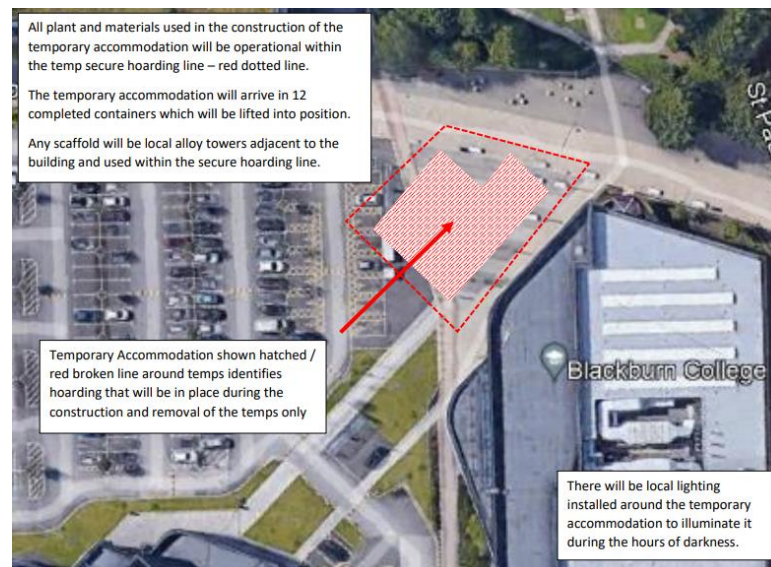 All plant and materials used in the construction of the
temporary accommodation will be operational within
the temp secure hoarding line – red dotted line.
The temporary accommodation will arrive in 12
completed containers which will be lifted into position.
Any scaffold will be local alloy towers adjacent to the
building and used within the secure hoarding line.
St Pa
Temporary Accommodation shown hatched /
red broken line around temps identifies
hoarding that will be in place during the
construction and removal of the temps only
Blackburn College
There will be local lighting
installed around the temporary
accommodation to illuminate it
during the hours of darkness.